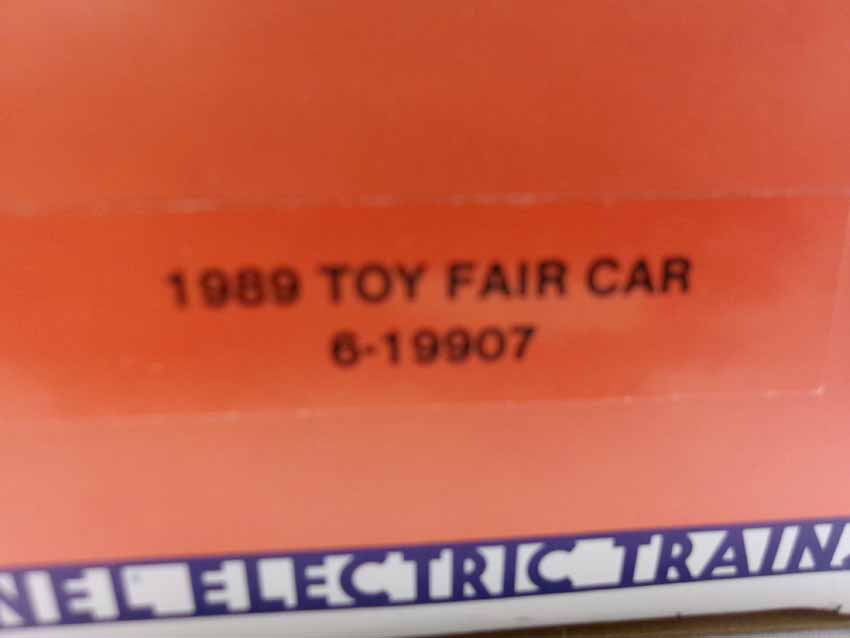 1989 TOY FAIR CAR
6-19907
NEL ELECTRIC TRAIN